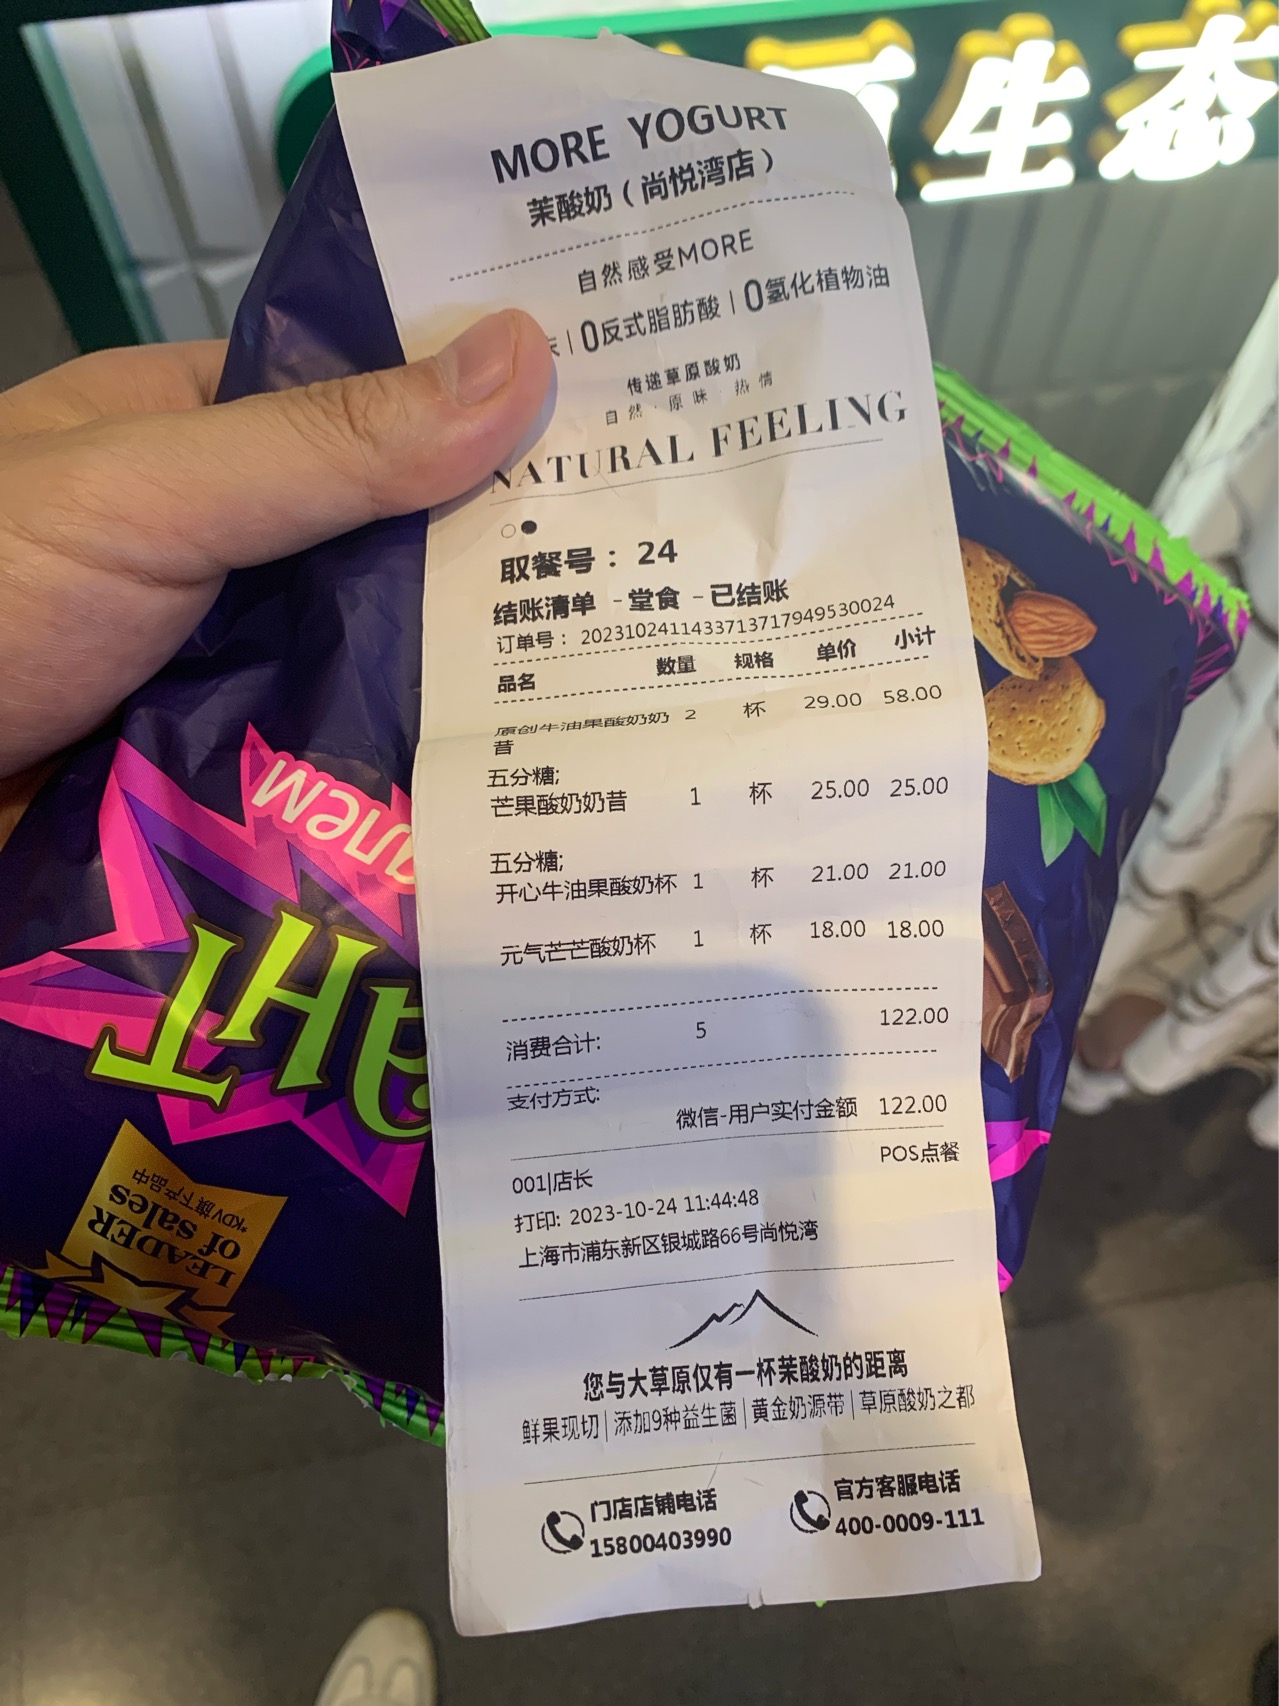 生态
MORE YOGURT
茉酸奶（尚悦湾店）
自然感受MORE
0反式脂肪酸|0氢化植物油
传递草原酸奶
自然·原味·热情
NATURAL FEELING
取餐号：24
结账清单 -堂食 -已结账
订单号：2023102411433713717949530024
品名 数量 规格 单价 小计
原创牛油果酸奶奶 2 杯 29.00 58.00
昔
五分糖;
芒果酸奶奶昔 1 杯 25.00 25.00
五分糖;
开心牛油果酸奶杯 1 杯 21.00 21.00
元气芒芒酸奶杯 1 杯 18.00 18.00
消费合计: 5 122.00
支付方式:
微信-用户实付金额 122.00
POS点餐
001|店长
打印: 2023-10-24 11:44:48
上海市浦东新区银城路66号尚悦湾
您与大草原仅有一杯茉酸奶的距离
鲜果现切|添加9种益生菌|黄金奶源带|草原酸奶之都
门店店铺电话
15800403990
官方客服电话
400-0009-111
LEADER
of sales
*KDV旗下产品中